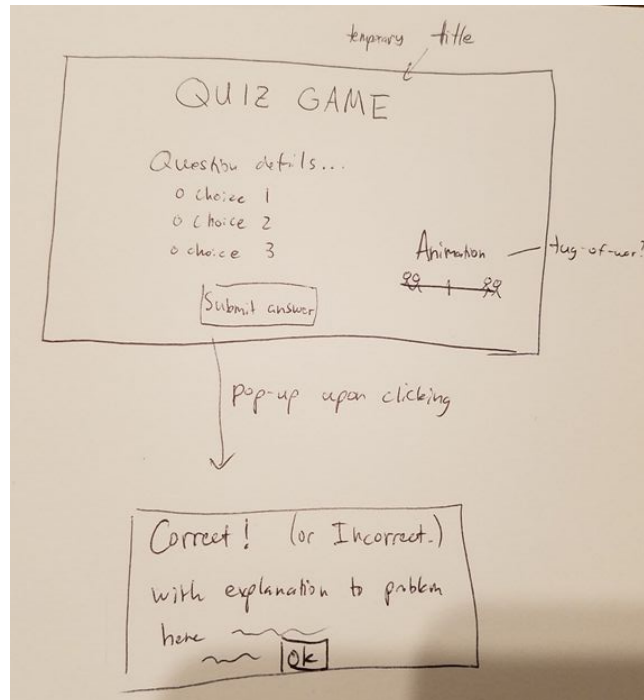 temporary title
QUIZ GAME
Question details...
o choice 1
o Choice 2
o choice 3
Animation
tug-of-war?
Submit answer
pop-up upon clicking
Correct! (or Incorrect.)
with explanation to problem
here
Ok